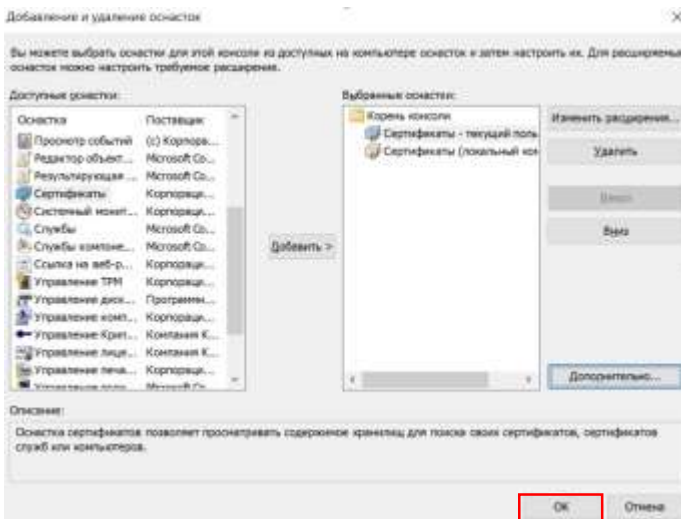 Добавление и удаление оснасток
Вы можете выбрать оснастки для этой консоли из доступных на компьютере оснасток и затем настроить их. Для расширяемых
оснасток можно настроить требуемое расширение.
Доступные оснастки:
Оснастка Поставщик
Просмотр событий (c) Корпора...
Редактор объект... Microsoft Co...
Результирующая ... Microsoft Co...
Сертификаты Корпораци...
Системный монит... Корпораци...
Службы Microsoft Co...
Службы компоне... Microsoft Co...
Ссылка на веб-р... Корпораци...
Управление TPM Корпораци...
Управление диск... Программн...
Управление комп... Корпораци...
Управление Крип... Компания К...
Управление лице... Компания К...
Управление печа... Корпораци...
Добавить >
Выбранные оснастки:
Корень консоли
Сертификаты - текущий поль
Сертификаты (локальный ком
Изменить расширения...
Удалить
Вверх
Вниз
Дополнительно...
Описание:
Оснастка сертификатов позволяет просматривать содержимое хранилищ для поиска своих сертификатов, сертификатов
служб или компьютеров.
ОК Отмена